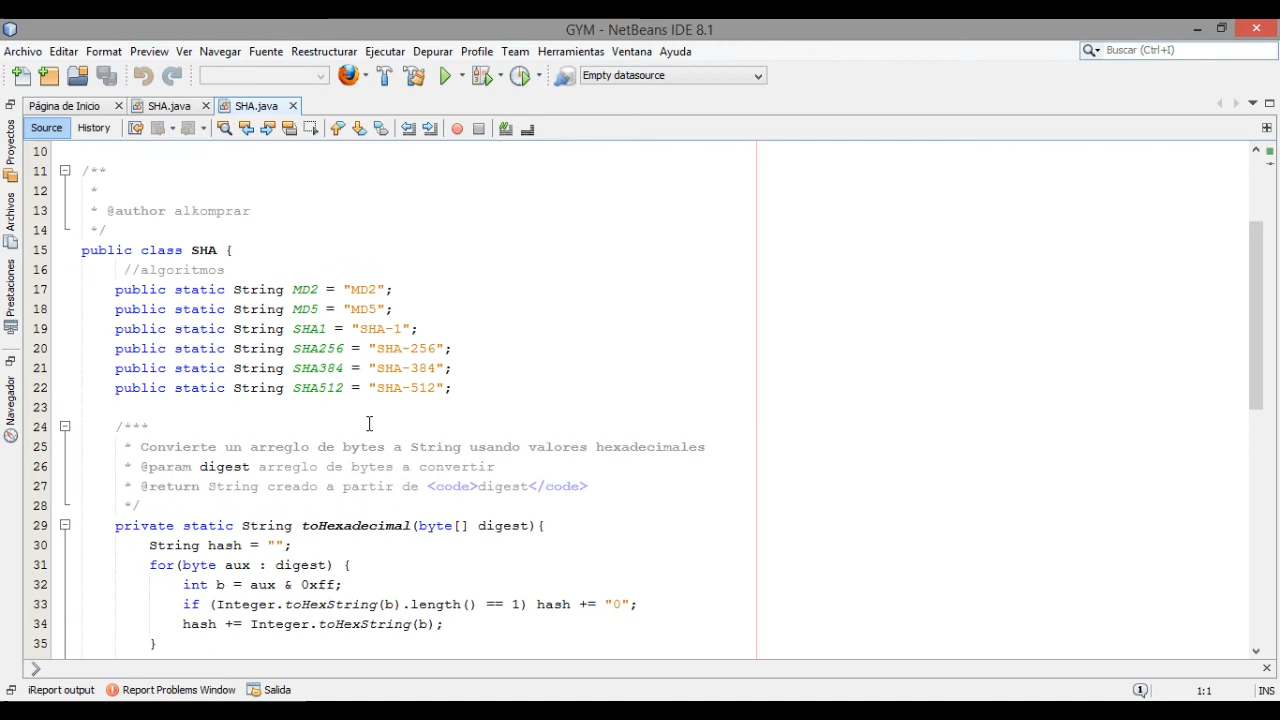 GYM - NetBeans IDE 8.1
Archivo Editar Format Preview Ver Navegar Fuente Reestructurar Ejecutar Depurar Profile Team Herramientas Ventana Ayuda
Buscar (Ctrl+I)
Empty datasource
Página de Inicio SHA.java SHA.java
Source History
Proyectos
Archivos
Prestaciones
Navegador
10
11 /**
12 *
13 * @author alkomprar
14 */
15 public class SHA {
16 //algoritmos
17 public static String MD2 = "MD2";
18 public static String MD5 = "MD5";
19 public static String SHA1 = "SHA-1";
20 public static String SHA256 = "SHA-256";
21 public static String SHA384 = "SHA-384";
22 public static String SHA512 = "SHA-512";
23
24 /***
25 * Convierte un arreglo de bytes a String usando valores hexadecimales
26 * @param digest arreglo de bytes a convertir
27 * @return String creado a partir de <code>digest</code>
28 */
29 private static String toHexadecimal(byte[] digest){
30 String hash = "";
31 for(byte aux : digest) {
32 int b = aux & 0xff;
33 if (Integer.toHexString(b).length() == 1) hash += "0";
34 hash += Integer.toHexString(b);
35 }
iReport output Report Problems Window Salida
1 1:1 INS